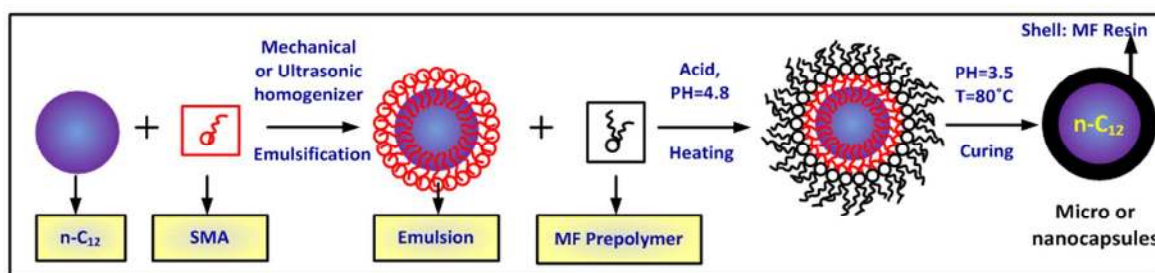 Shell: MF Resin
Mechanical
or Ultrasonic
homogenizer
Emulsification
Acid,
PH=4.8
Heating
PH=3.5
T=80°C
Curing
n-C₁₂
Micro or
nanocapsules
n-C₁₂
SMA
Emulsion
MF Prepolymer